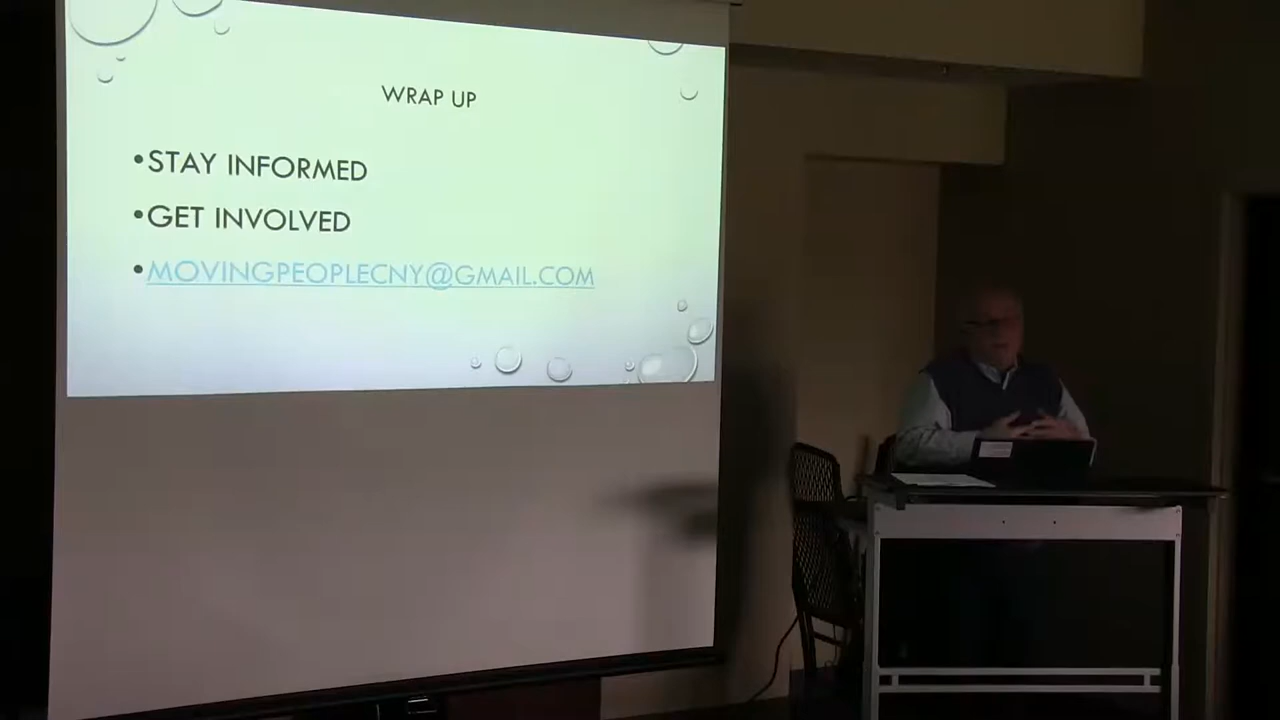 WRAP UP
•STAY INFORMED
•GET INVOLVED
•MOVINGPEOPLECNY@GMAIL.COM